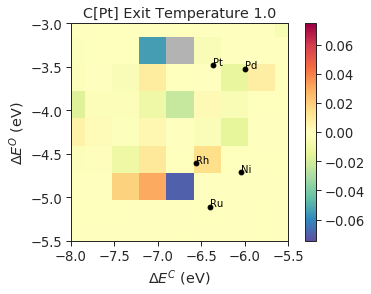 C[Pt] Exit Temperature 1.0
−3.0
−3.5
−4.0
−4.5
−5.0
−5.5
ΔE^O (eV)
−8.0 −7.5 −7.0 −6.5 −6.0 −5.5
ΔE^C (eV)
Pt
Pd
Rh
Ni
Ru
0.06
0.04
0.02
0.00
−0.02
−0.04
−0.06